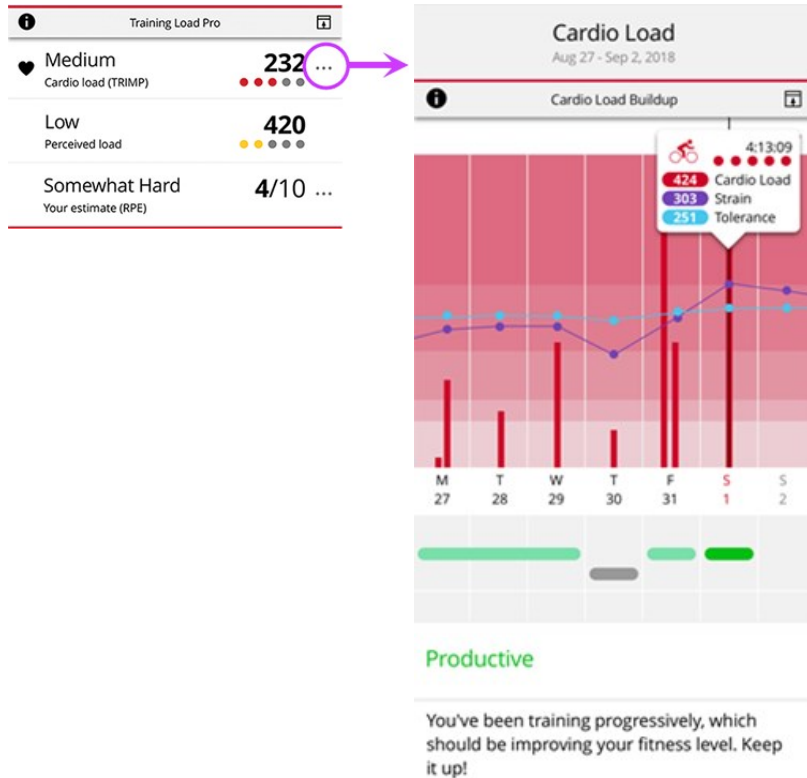 Training Load Pro
Medium
232
Cardio load (TRIMP)
Low
420
Perceived load
Somewhat Hard
4/10
Your estimate (RPE)
Cardio Load
Aug 27 - Sep 2, 2018
Cardio Load Buildup
4:13:09
424 Cardio Load
303 Strain
251 Tolerance
M T W T F S S
27 28 29 30 31 1 2
Productive
You've been training progressively, which
should be improving your fitness level. Keep
it up!